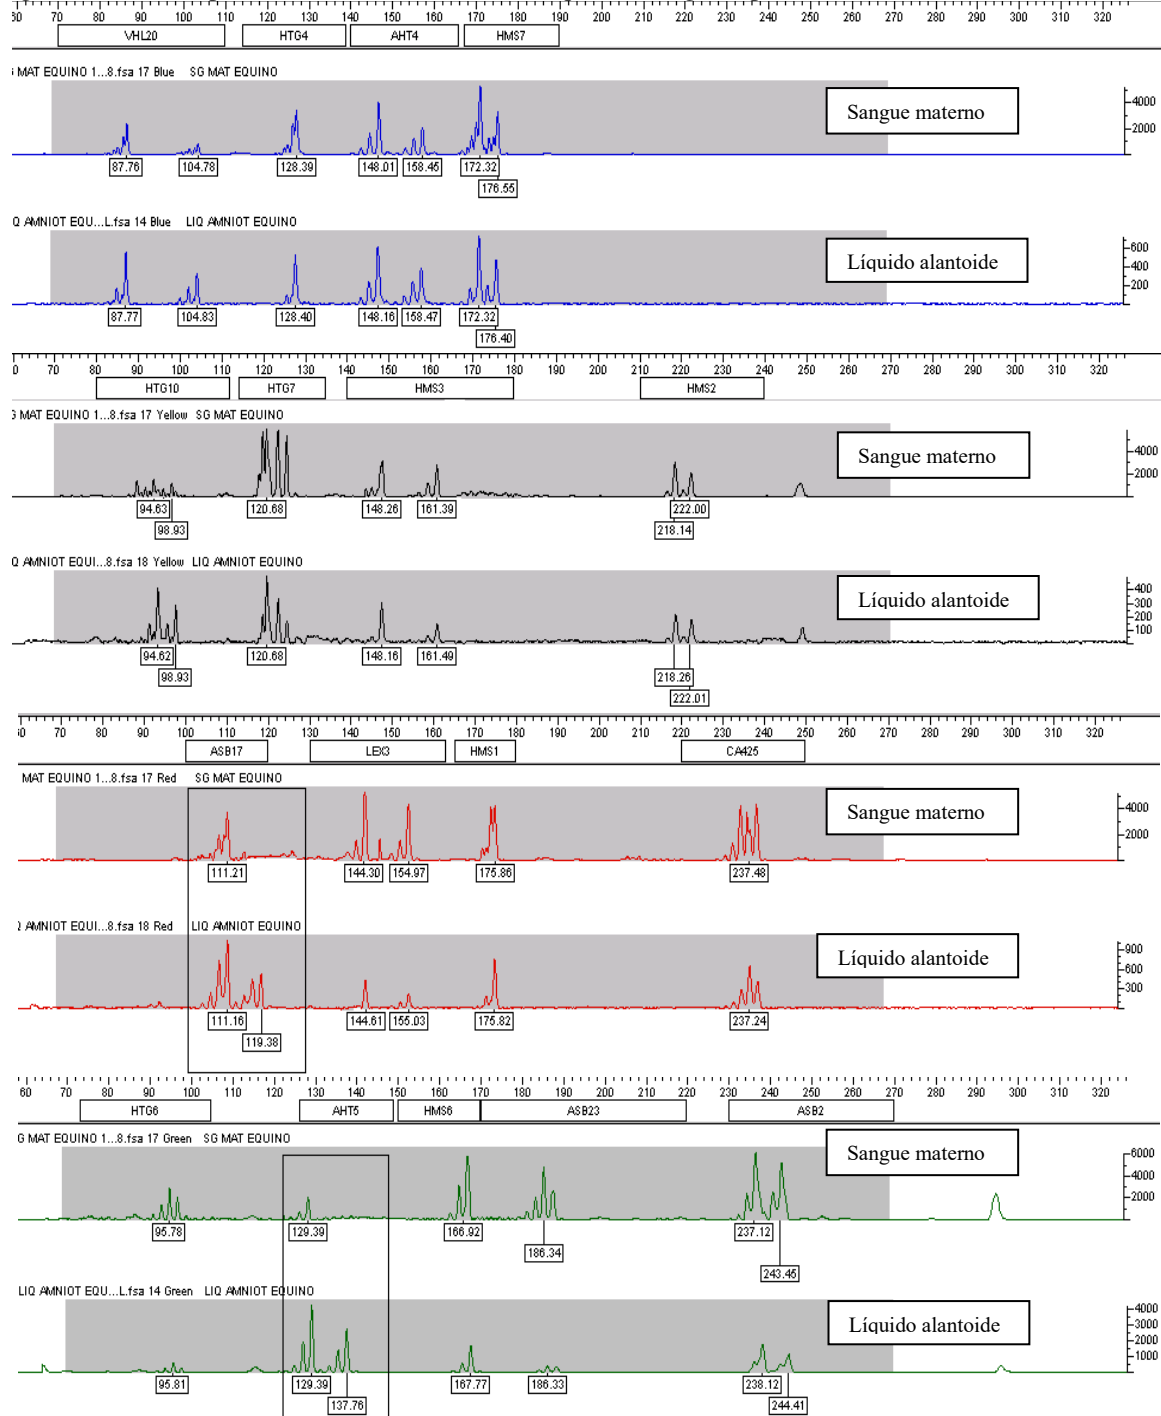 70 80 90 100 110 120 130 140 150 160 170 180 190 200 210 220 230 240 250 260 270 280 290 300 310 320
VHL20 HTG4 AHT4 HMS7
MAT EQUINO 1...8.fsa 17 Blue SG MAT EQUINO
Sangue materno
4000
2000
87.76 104.78 128.39 148.01 158.45 172.32
176.55
Q AMNIOT EQU...L.fsa 14 Blue LIQ AMNIOT EQUINO
Líquido alantoide
600
400
200
87.77 104.83 128.40 148.16 158.47 172.32
176.40
0 70 80 90 100 110 120 130 140 150 160 170 180 190 200 210 220 230 240 250 260 270 280 290 300 310 320
HTG10 HTG7 HMS3 HMS2
MAT EQUINO 1...8.fsa 17 Yellow SG MAT EQUINO
Sangue materno
4000
2000
94.63 120.68 148.26 161.39 222.00
98.93 218.14
Q AMNIOT EQUI...8.fsa 18 Yellow LIQ AMNIOT EQUINO
Líquido alantoide
400
300
200
100
94.62 120.68 148.16 161.49
98.93 218.26
222.01
60 70 80 90 100 110 120 130 140 150 160 170 180 190 200 210 220 230 240 250 260 270 280 290 300 310 320
ASB17 LEX3 HMS1 CA425
MAT EQUINO 1...8.fsa 17 Red SG MAT EQUINO
Sangue materno
4000
2000
111.21 144.30 154.97 175.86 237.48
AMNIOT EQUI...8.fsa 18 Red LIQ AMNIOT EQUINO
Líquido alantoide
900
600
300
111.16 144.61 155.03 175.82 237.24
119.38
60 70 80 90 100 110 120 130 140 150 160 170 180 190 200 210 220 230 240 250 260 270 280 290 300 310 320
HTG6 AHT5 HMS6 ASB23 ASB2
G MAT EQUINO 1...8.fsa 17 Green SG MAT EQUINO
Sangue materno
6000
4000
2000
95.78 129.39 166.92 237.12
186.34
243.45
LIQ AMNIOT EQU...L.fsa 14 Green LIQ AMNIOT EQUINO
Líquido alantoide
4000
3000
2000
1000
95.81 129.39 167.77 186.33 238.12
137.76 244.41